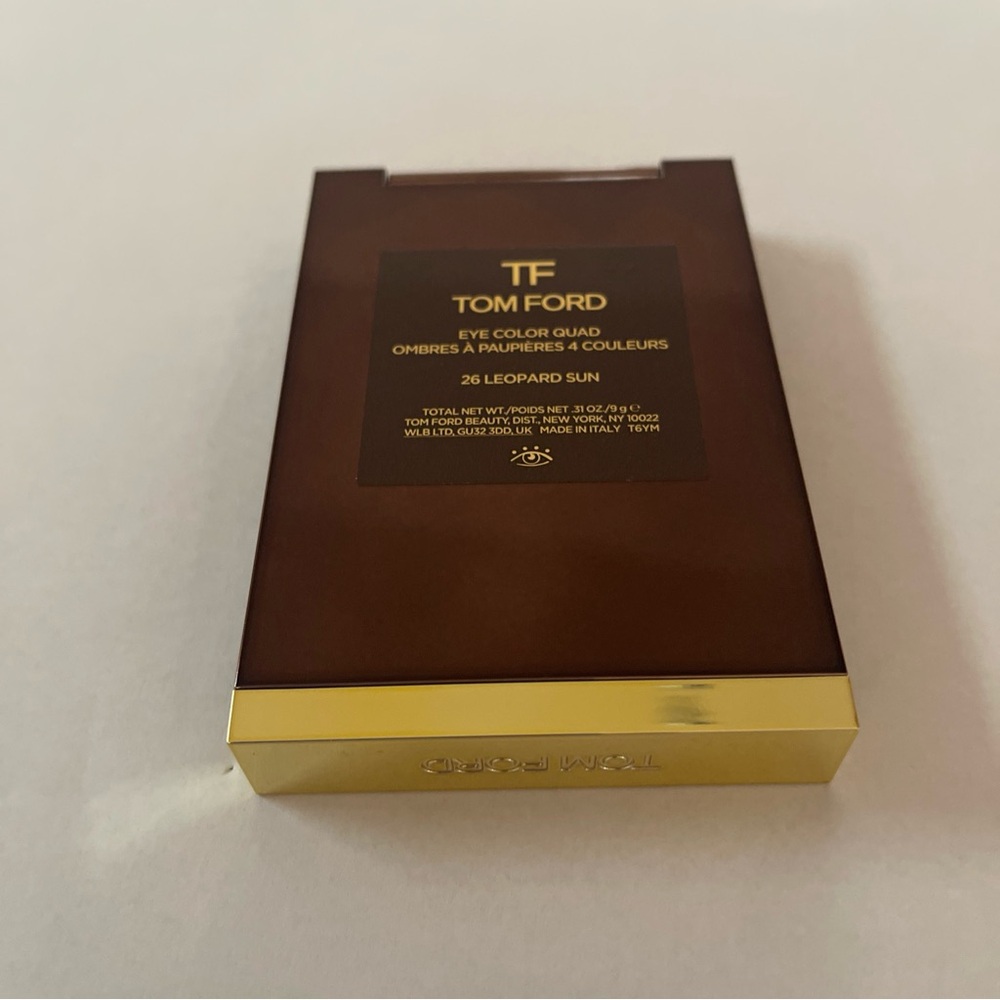 TF
TOM FORD
EYE COLOR QUAD
OMBRES À PAUPIÈRES 4 COULEURS
26 LEOPARD SUN
TOTAL NET WT./POIDS NET .31 OZ./9 g ℮
TOM FORD BEAUTY, DIST., NEW YORK, NY 10022
WLB LTD, GU32 3DD, UK MADE IN ITALY T6YM
TOM FORD